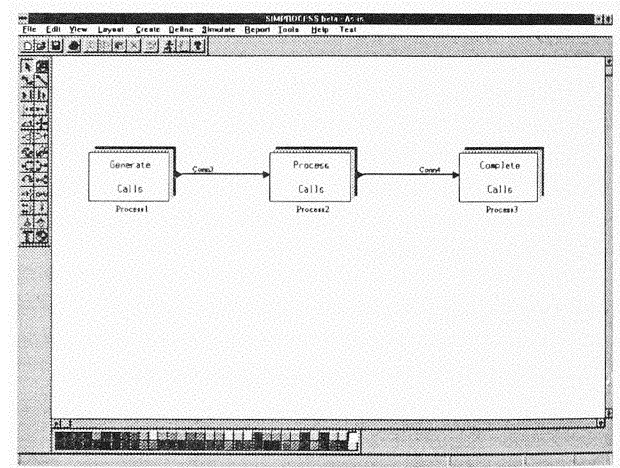 SIMPROCESS beta - As is
File Edit View Layout Create Define Simulate Report Tools Help Test
Generate
Calls
Process1
Conn3
Process
Calls
Process2
Conn4
Complete
Calls
Process3